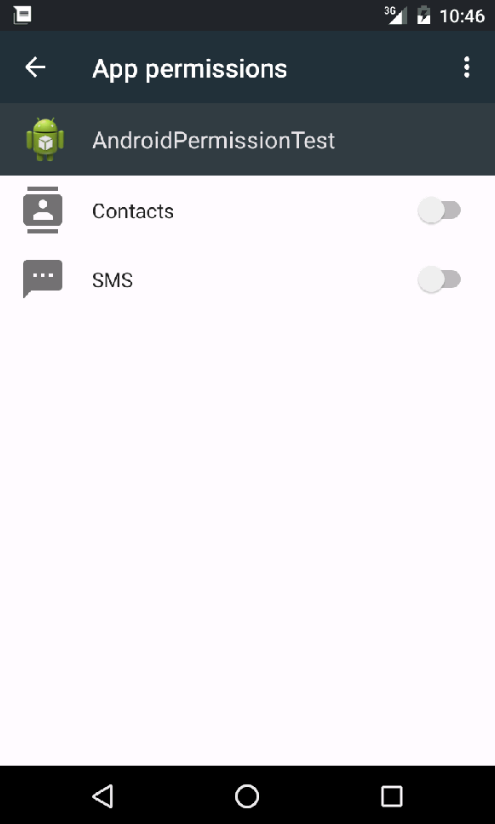 3G 10:46
App permissions
AndroidPermissionTest
Contacts
SMS